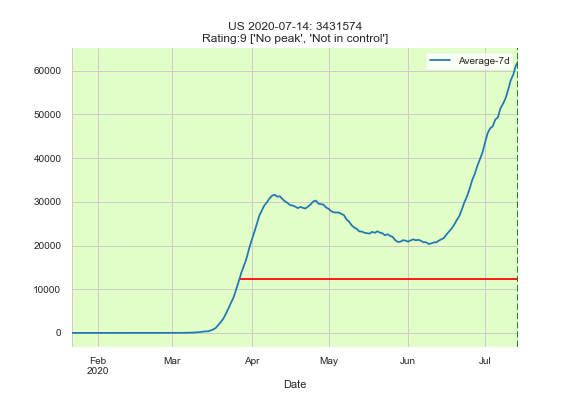 US 2020-07-14: 3431574
Rating:9 ['No peak', 'Not in control']
Average-7d
60000
50000
40000
30000
20000
10000
0
Feb Mar Apr May Jun Jul
2020
Date